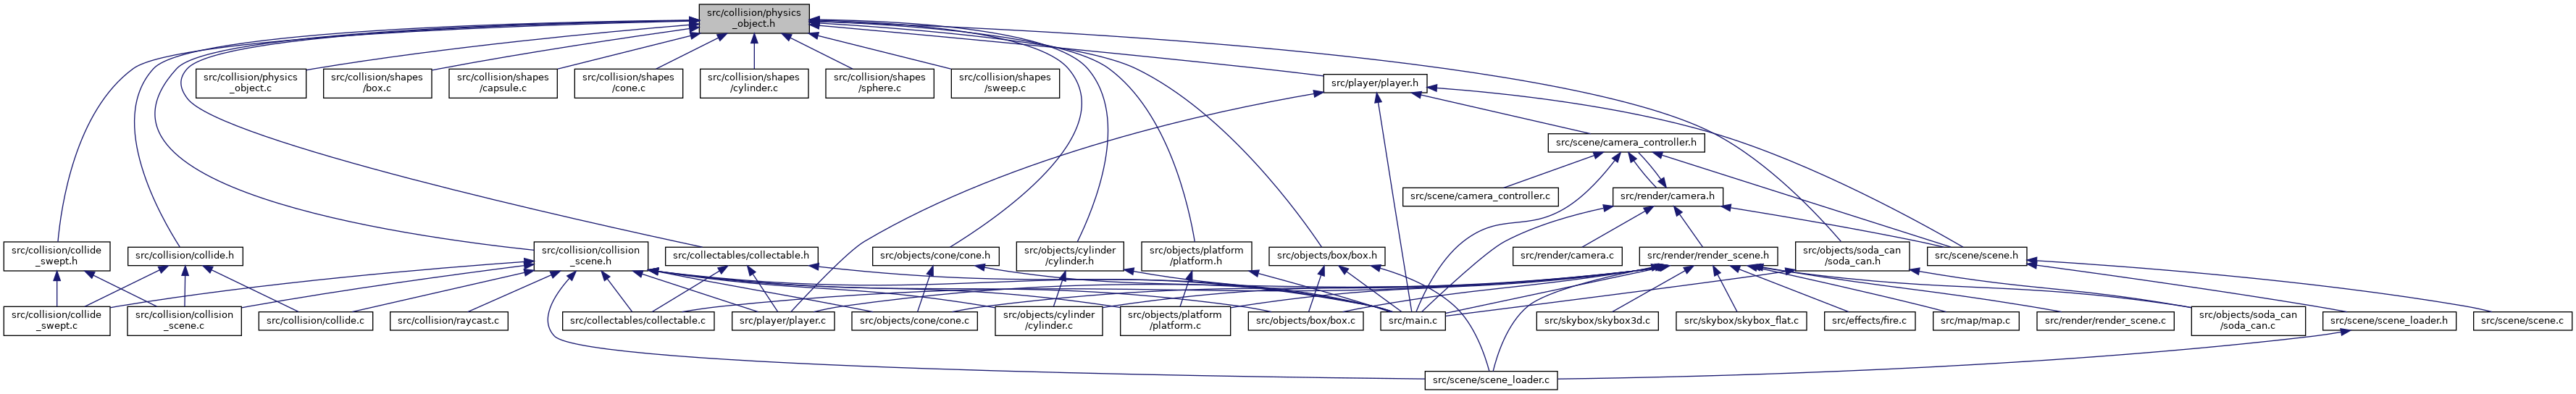 src/collision/physics
_object.h
src/collision/physics
_object.c
src/collision/shapes
/box.c
src/collision/shapes
/capsule.c
src/collision/shapes
/cone.c
src/collision/shapes
/cylinder.c
src/collision/shapes
/sphere.c
src/collision/shapes
/sweep.c
src/player/player.h
src/scene/camera_controller.h
src/scene/camera_controller.c
src/render/camera.h
src/collision/collide
_swept.h
src/collision/collide.h
src/collision/collision
_scene.h
src/collectables/collectable.h
src/objects/cone/cone.h
src/objects/cylinder
/cylinder.h
src/objects/platform
/platform.h
src/objects/box/box.h
src/render/camera.c
src/render/render_scene.h
src/objects/soda_can
/soda_can.h
src/scene/scene.h
src/collision/collide
_swept.c
src/collision/collision
_scene.c
src/collision/collide.c
src/collision/raycast.c
src/collectables/collectable.c
src/player/player.c
src/objects/cone/cone.c
src/objects/cylinder
/cylinder.c
src/objects/platform
/platform.c
src/objects/box/box.c
src/main.c
src/skybox/skybox3d.c
src/skybox/skybox_flat.c
src/effects/fire.c
src/map/map.c
src/render/render_scene.c
src/objects/soda_can
/soda_can.c
src/scene/scene_loader.h
src/scene/scene.c
src/scene/scene_loader.c